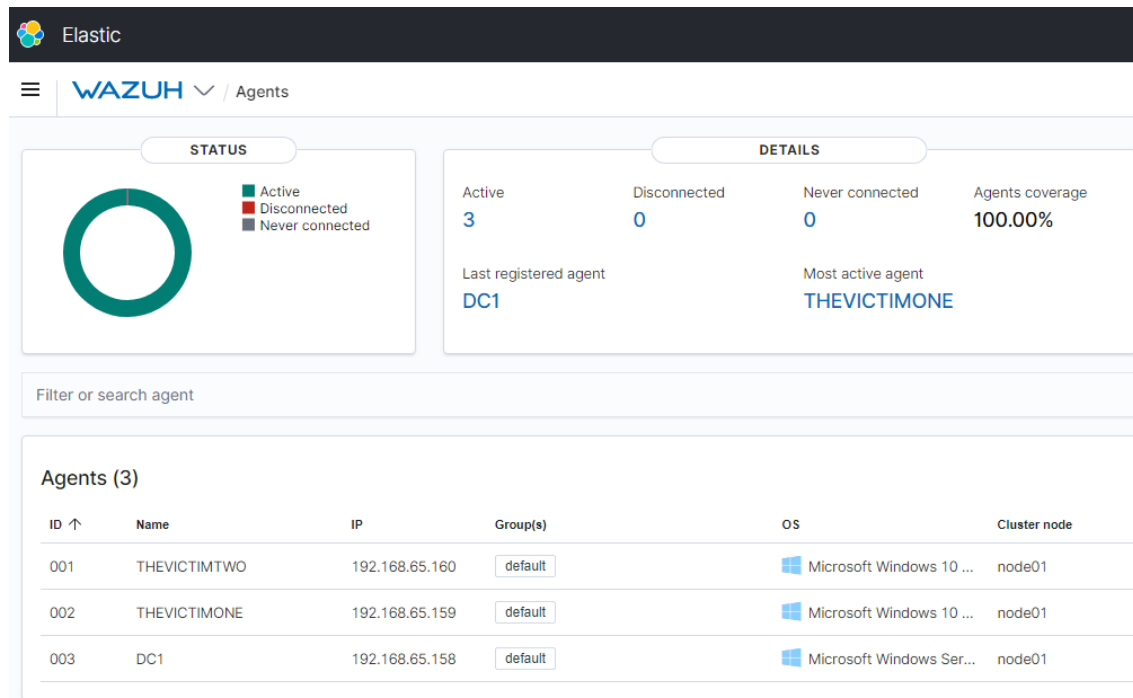 Elastic
WAZUH / Agents
STATUS
Active
Disconnected
Never connected
DETAILS
Active Disconnected Never connected Agents coverage
3 0 0 100.00%
Last registered agent Most active agent
DC1 THEVICTIMONE
Filter or search agent
Agents (3)
ID ↑ Name IP Group(s) OS Cluster node
001 THEVICTIMTWO 192.168.65.160 default Microsoft Windows 10 ... node01
002 THEVICTIMONE 192.168.65.159 default Microsoft Windows 10 ... node01
003 DC1 192.168.65.158 default Microsoft Windows Ser... node01